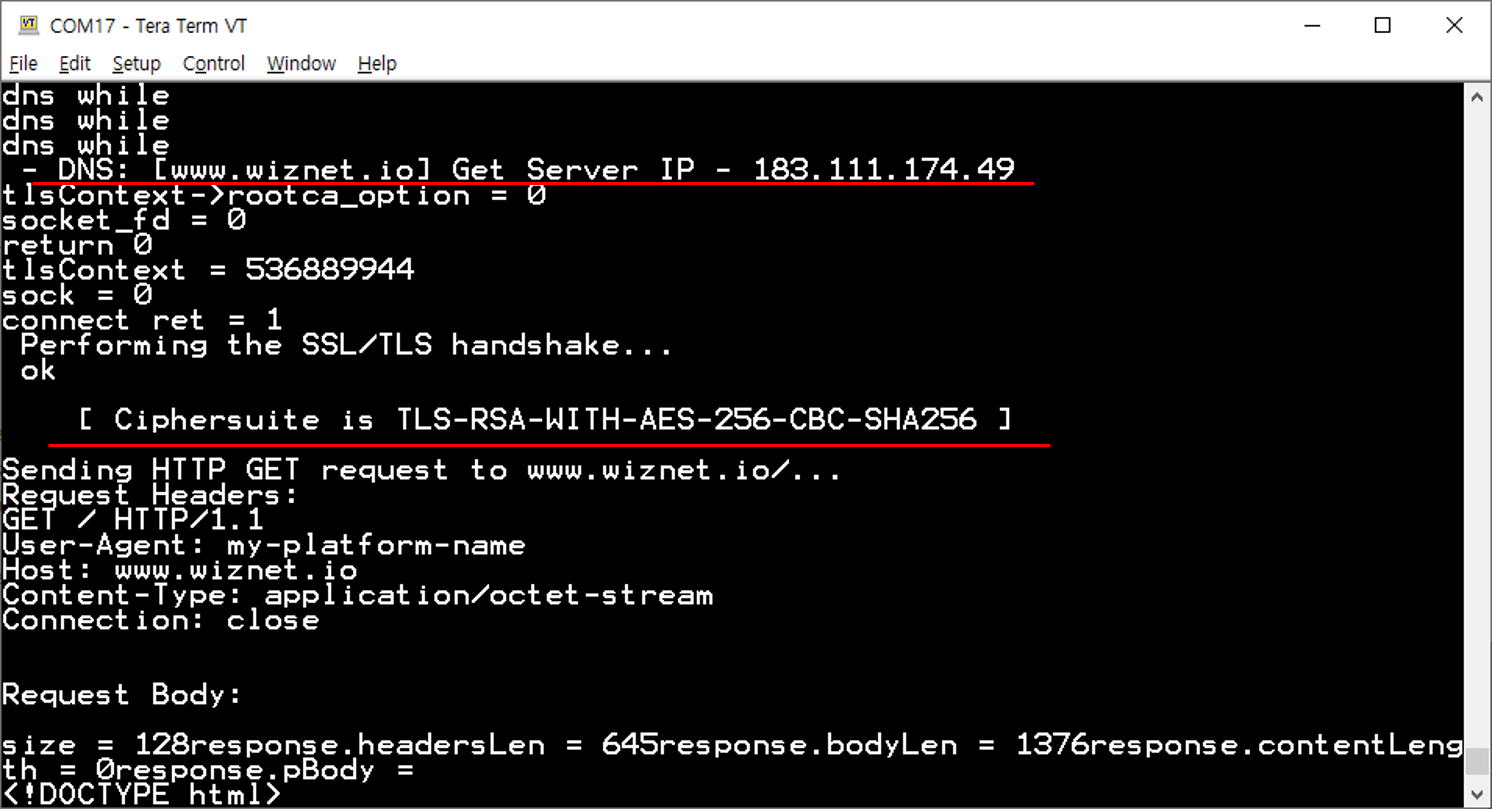 COM17 - Tera Term VT
File Edit Setup Control Window Help
dns while
dns while
dns while
- DNS: [www.wiznet.io] Get Server IP - 183.111.174.49
tlsContext->rootca_option = 0
socket_fd = 0
return 0
tlsContext = 536889944
sock = 0
connect ret = 1
Performing the SSL/TLS handshake...
ok
[ Ciphersuite is TLS-RSA-WITH-AES-256-CBC-SHA256 ]
Sending HTTP GET request to www.wiznet.io/...
Request Headers:
GET / HTTP/1.1
User-Agent: my-platform-name
Host: www.wiznet.io
Content-Type: application/octet-stream
Connection: close
Request Body:
size = 128response.headersLen = 645response.bodyLen = 1376response.contentLeng
th = 0response.pBody =
<!DOCTYPE html>